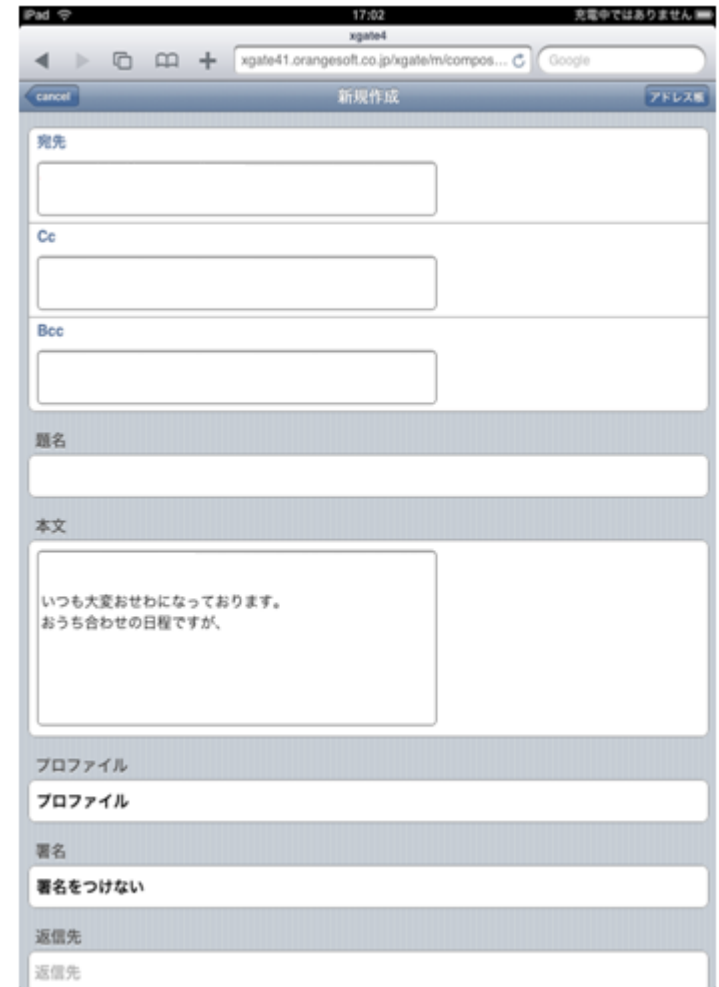 iPad 17:02 充電中ではありません
xgate4
xgate41.orangesoft.co.jp/xgate/m/compos... Google
cancel 新規作成 アドレス帳
宛先
Cc
Bcc
題名
本文
いつも大変おせわになっております。
おうち合わせの日程ですが、
プロファイル
プロファイル
署名
署名をつけない
返信先
返信先